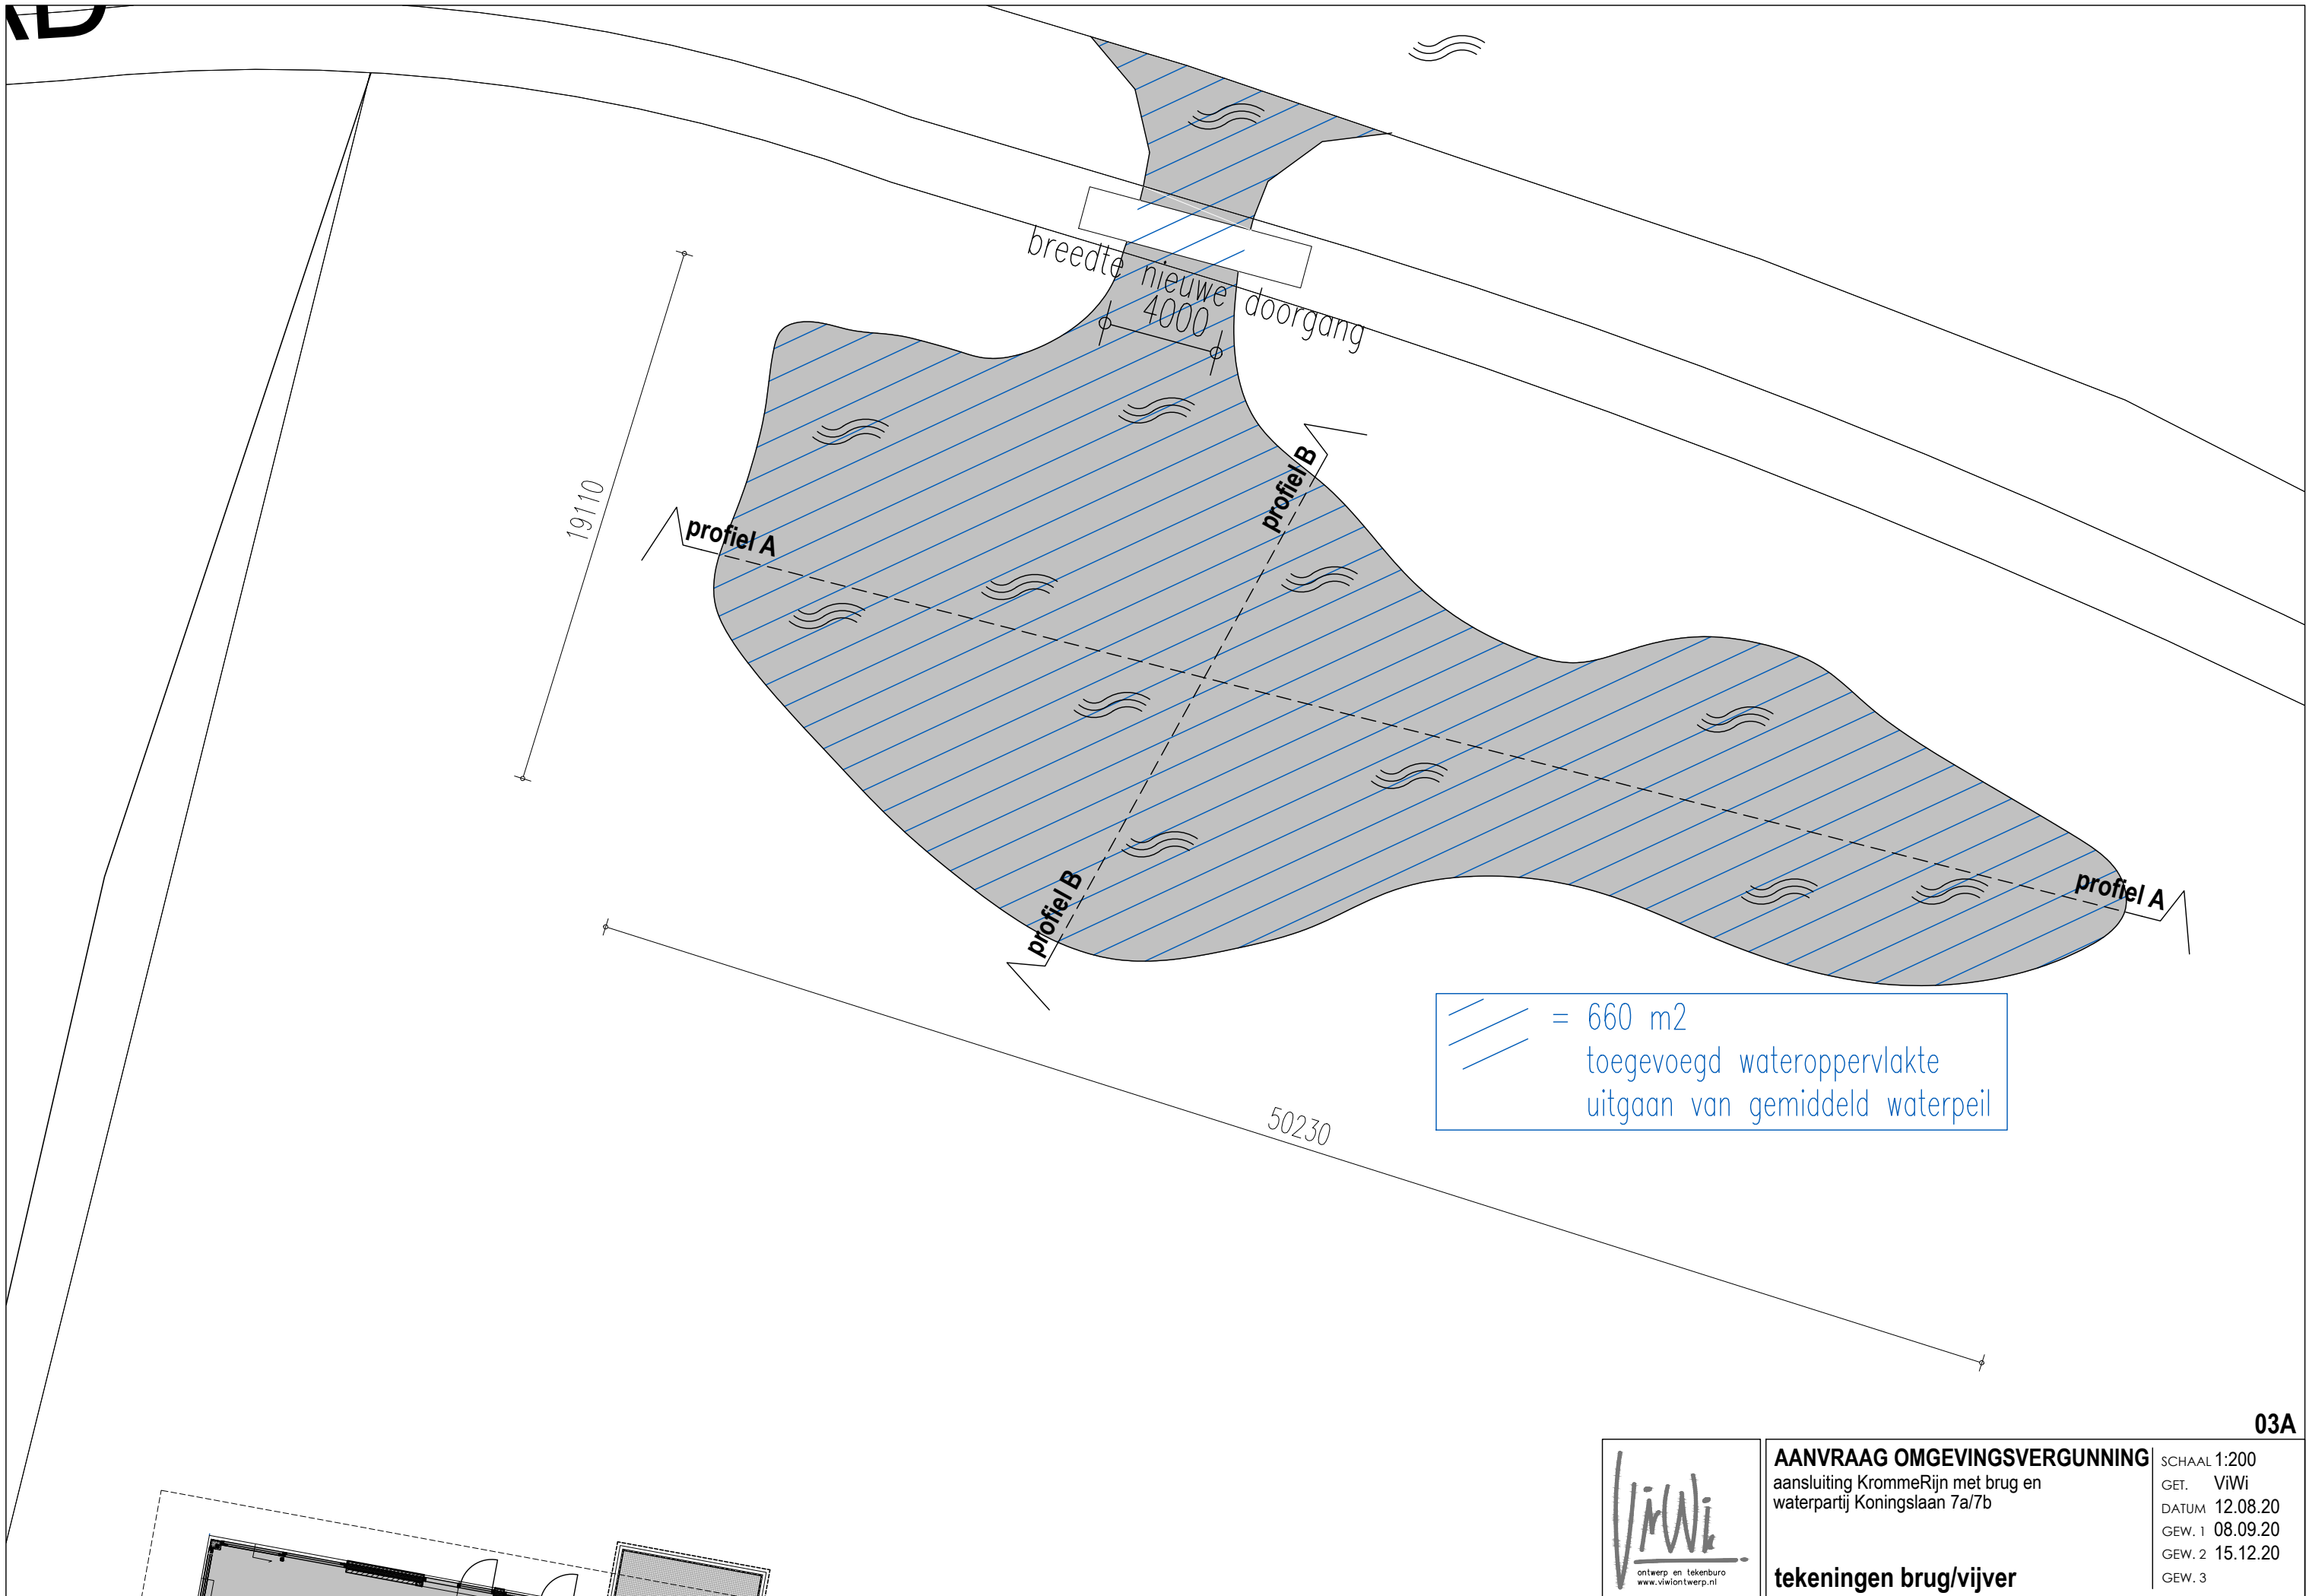 breedte nieuwe doorgang
4000
profiel B
19110
profiel A
profiel A
profiel B
= 660 m2
toegevoegd wateroppervlakte
uitgaan van gemiddeld waterpeil
50230
03A
ViWi
ontwerp en tekenburo
www.viwiontwerp.nl
AANVRAAG OMGEVINGSVERGUNNING
aansluiting KrommeRijn met brug en
waterpartij Koningslaan 7a/7b
tekeningen brug/vijver
SCHAAL 1:200
GET. ViWi
DATUM 12.08.20
GEW. 1 08.09.20
GEW. 2 15.12.20
GEW. 3